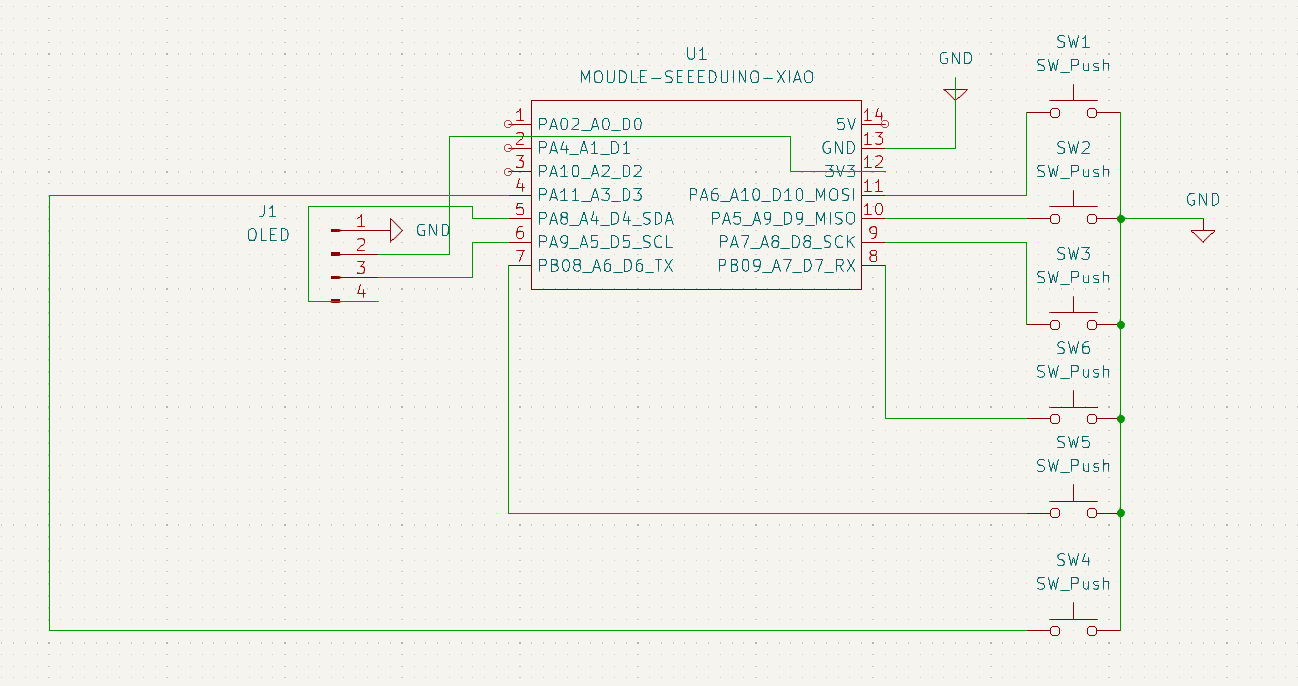 U1
MOUDLE-SEEEDUINO-XIAO
1 PA02_A0_D0
2 PA4_A1_D1
3 PA10_A2_D2
4 PA11_A3_D3
5 PA8_A4_D4_SDA
6 PA9_A5_D5_SCL
7 PB08_A6_D6_TX
5V 14
GND 13
3V3 12
PA6_A10_D10_MOSI 11
PA5_A9_D9_MISO 10
PA7_A8_D8_SCK 9
PB09_A7_D7_RX 8
GND
J1
OLED
1 GND
2
3
4
SW1
SW_Push
SW2
SW_Push
GND
SW3
SW_Push
SW6
SW_Push
SW5
SW_Push
SW4
SW_Push